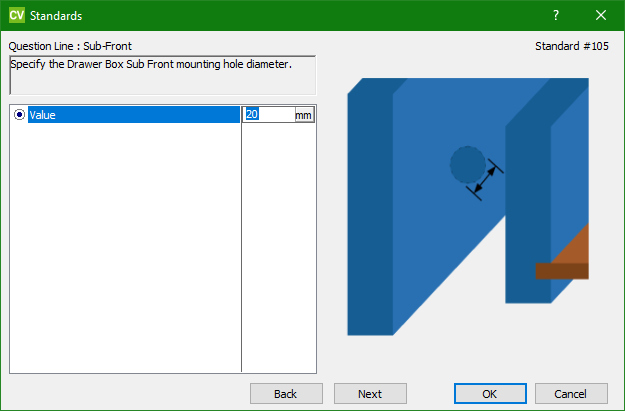 CV Standards ?
Question Line : Sub-Front Standard #105
Specify the Drawer Box Sub Front mounting hole diameter.
Value 20 mm
Back Next OK Cancel